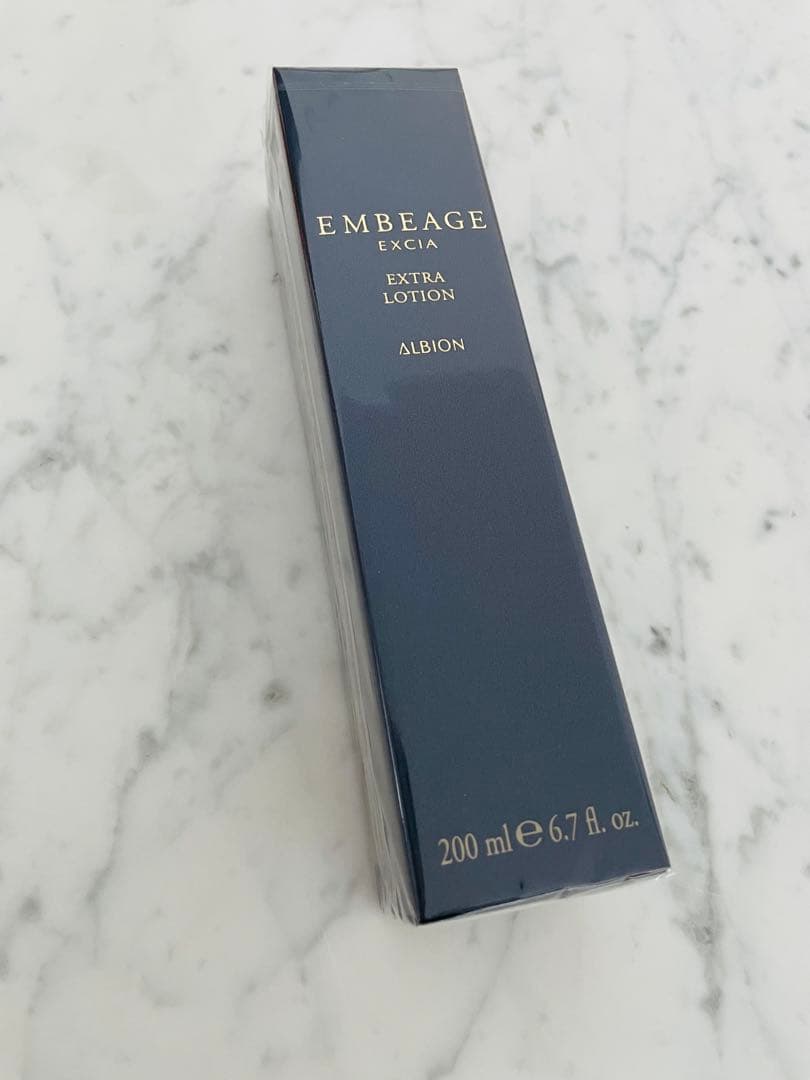 EMBEAGE
EXCIA
EXTRA
LOTION
ALBION
200 ml ℮ 6.7 fl. oz.